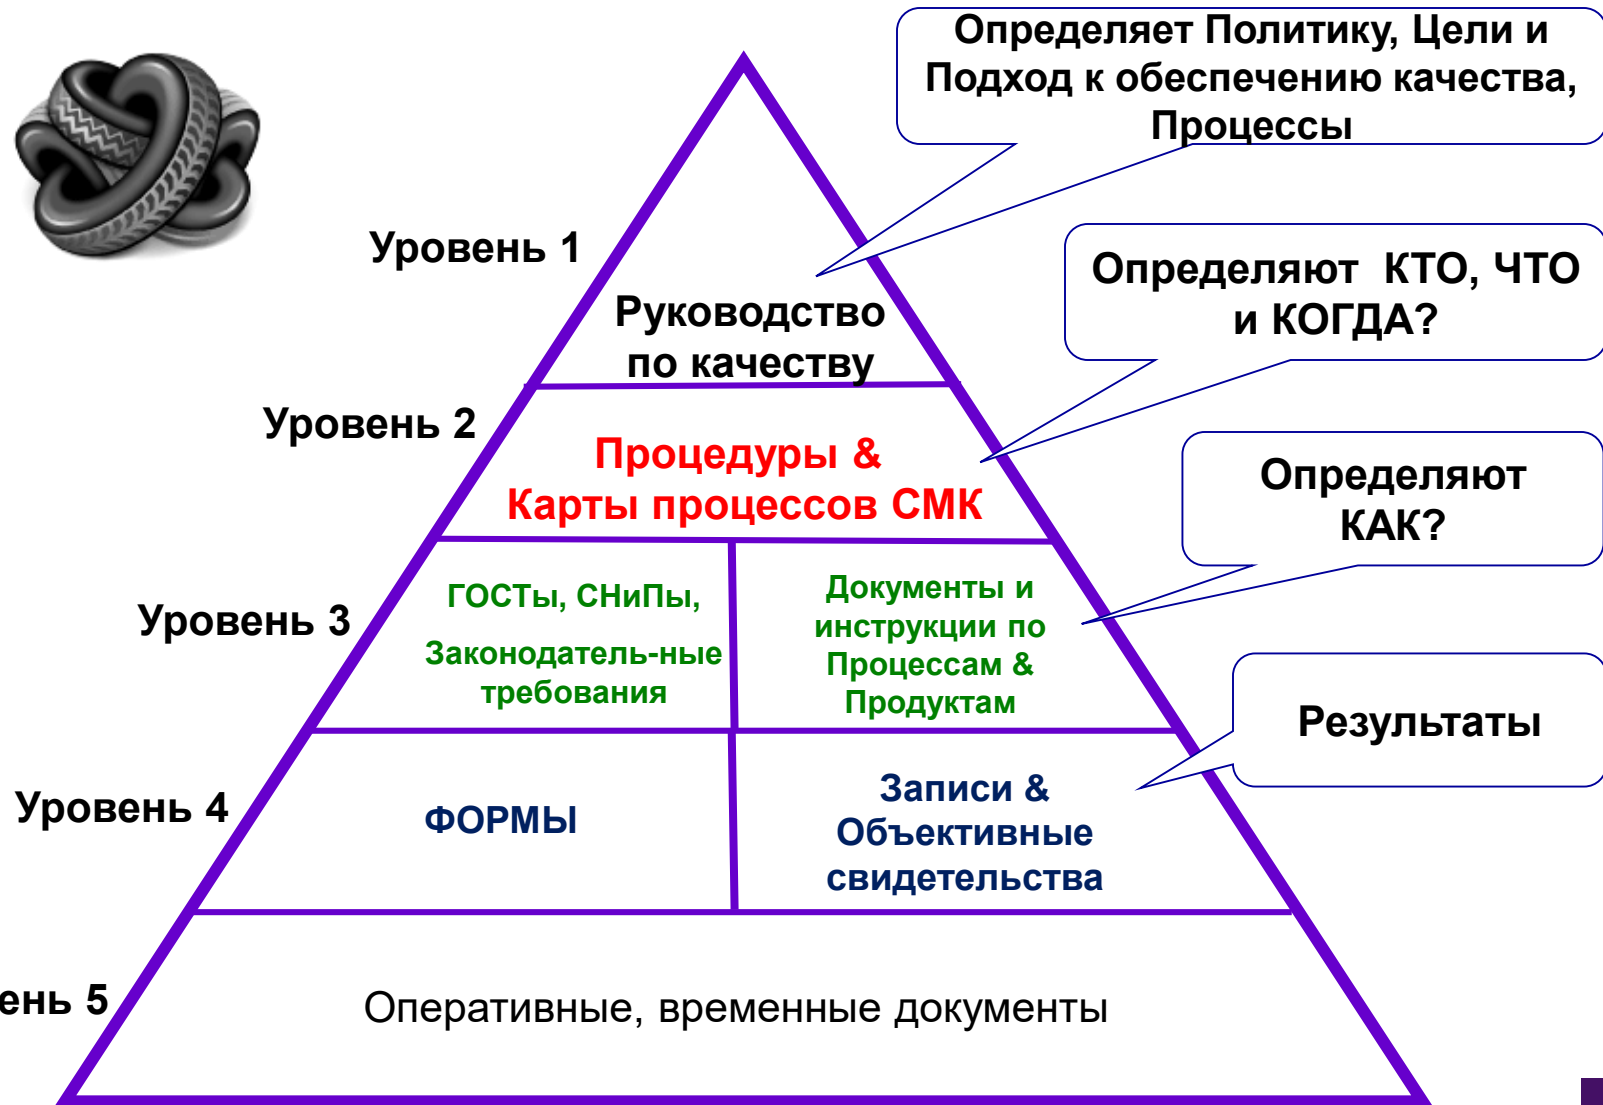 Определяет Политику, Цели и
Подход к обеспечению качества,
Процессы
Уровень 1
Руководство
по качеству
Определяют КТО, ЧТО
и КОГДА?
Уровень 2
Процедуры &
Карты процессов СМК
Определяют
КАК?
Уровень 3
ГОСТы, СНиПы,
Законодатель-ные
требования
Документы и
инструкции по
Процессам &
Продуктам
Результаты
Уровень 4
ФОРМЫ
Записи &
Объективные
свидетельства
ень 5
Оперативные, временные документы